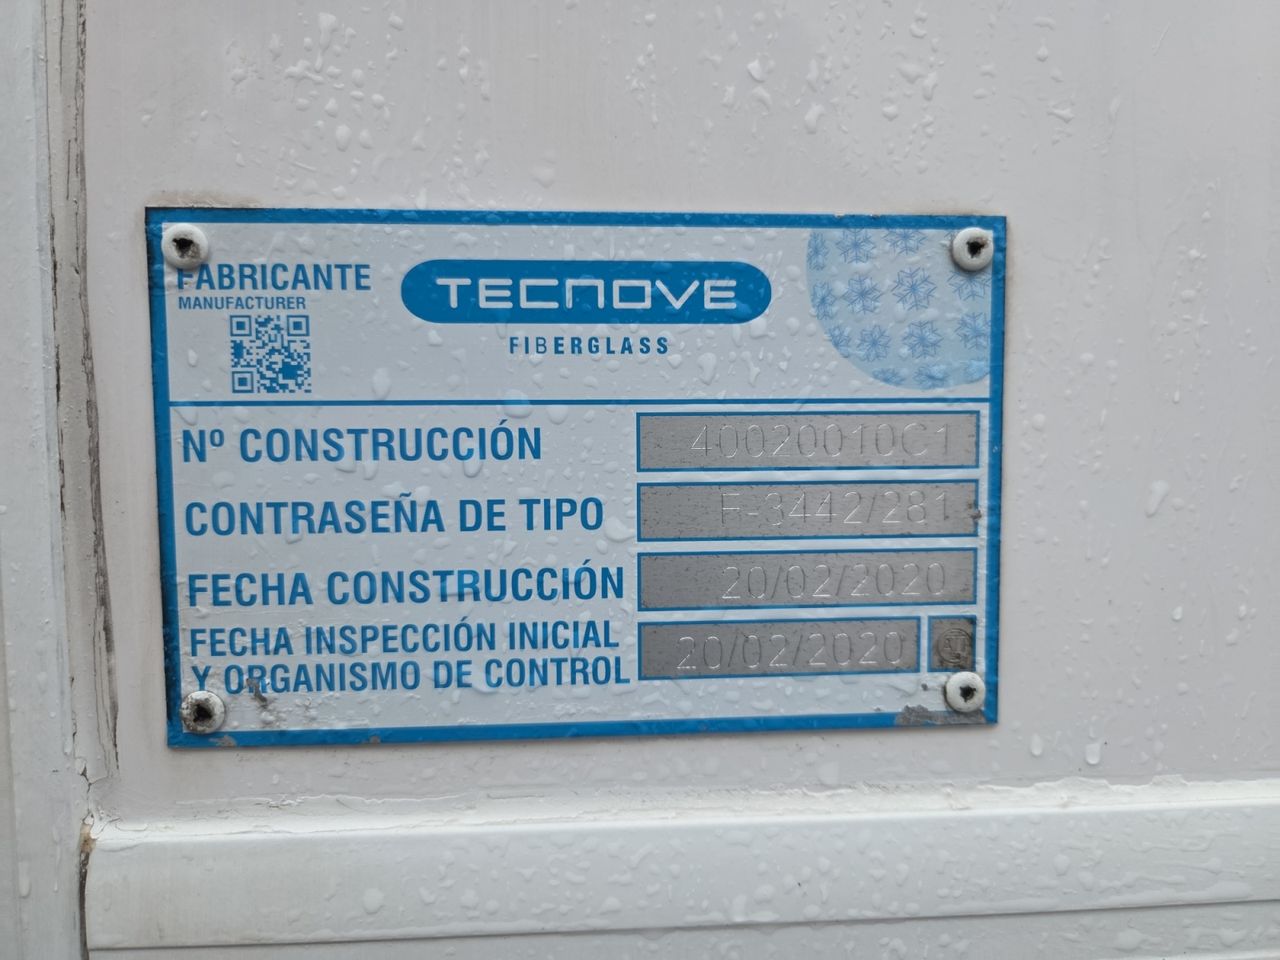 FABRICANTE
MANUFACTURER
TECNOVE
FIBERGLASS
Nº CONSTRUCCIÓN 40020010C1
CONTRASEÑA DE TIPO F-3442/281
FECHA CONSTRUCCIÓN 20/02/2020
FECHA INSPECCIÓN INICIAL
Y ORGANISMO DE CONTROL 20/02/2020